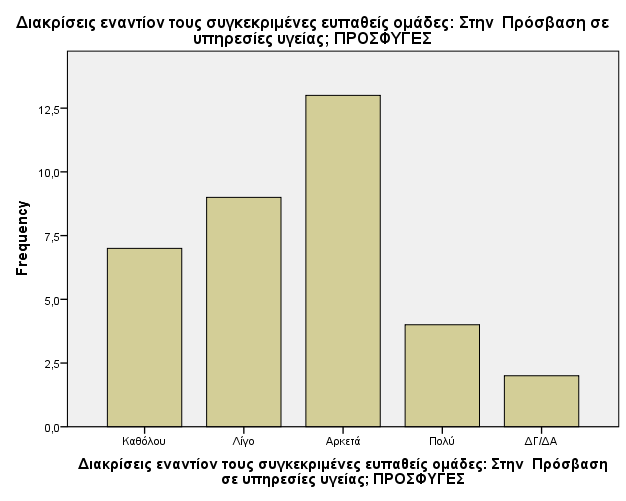 Διακρίσεις εναντίον τους συγκεκριμένες ευπαθείς ομάδες: Στην  Πρόσβαση σε
υπηρεσίες υγείας; ΠΡΟΣΦΥΓΕΣ
Frequency
12,5
10,0
7,5
5,0
2,5
0,0
Καθόλου
Λίγο
Αρκετά
Πολύ
ΔΓ/ΔΑ
Διακρίσεις εναντίον τους συγκεκριμένες ευπαθείς ομάδες: Στην  Πρόσβαση
σε υπηρεσίες υγείας; ΠΡΟΣΦΥΓΕΣ